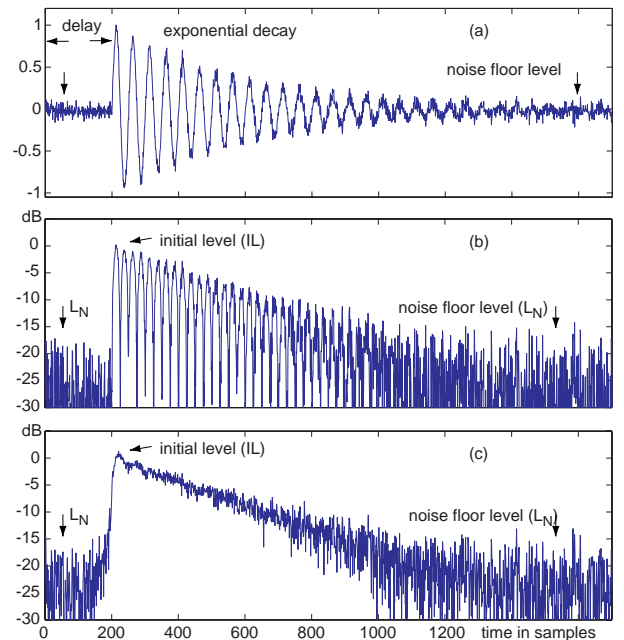 delay
exponential decay
(a)
noise floor level
1
0.5
0
-0.5
-1
dB
0
-5
-10
-15
-20
-25
-30
initial level (IL)
(b)
L_N
noise floor level (L_N)
dB
0
-5
-10
-15
-20
-25
-30
initial level (IL)
(c)
L_N
noise floor level (L_N)
0
200
400
600
800
1000
time in samples